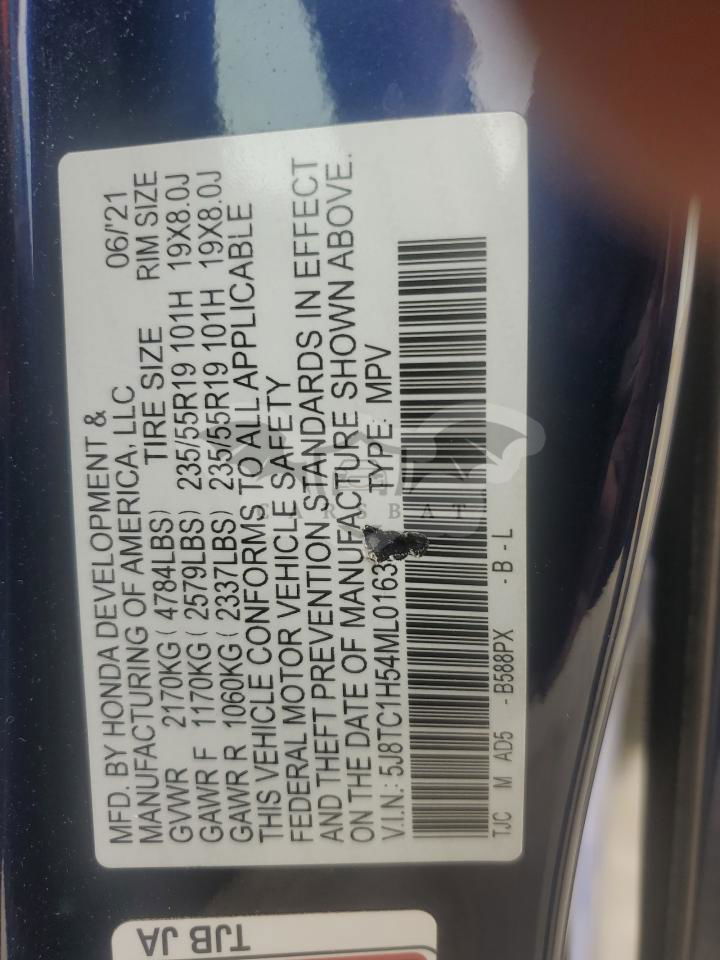 MFD. BY HONDA DEVELOPMENT &
MANUFACTURING OF AMERICA, LLC 06/'21
GVWR 2170KG ( 4784LBS) TIRE SIZE RIM SIZE
GAWR F 1170KG ( 2579LBS) 235/55R19 101H 19X8.0J
GAWR R 1060KG ( 2337LBS) 235/55R19 101H 19X8.0J
THIS VEHICLE CONFORMS TO ALL APPLICABLE
FEDERAL MOTOR VEHICLE SAFETY
AND THEFT PREVENTION STANDARDS IN EFFECT
ON THE DATE OF MANUFACTURE SHOWN ABOVE.
V.I.N.: 5J8TC1H54ML0163 TYPE: MPV
TJC M AD5 - B588PX - B - L
CARSBAT
TJB JA